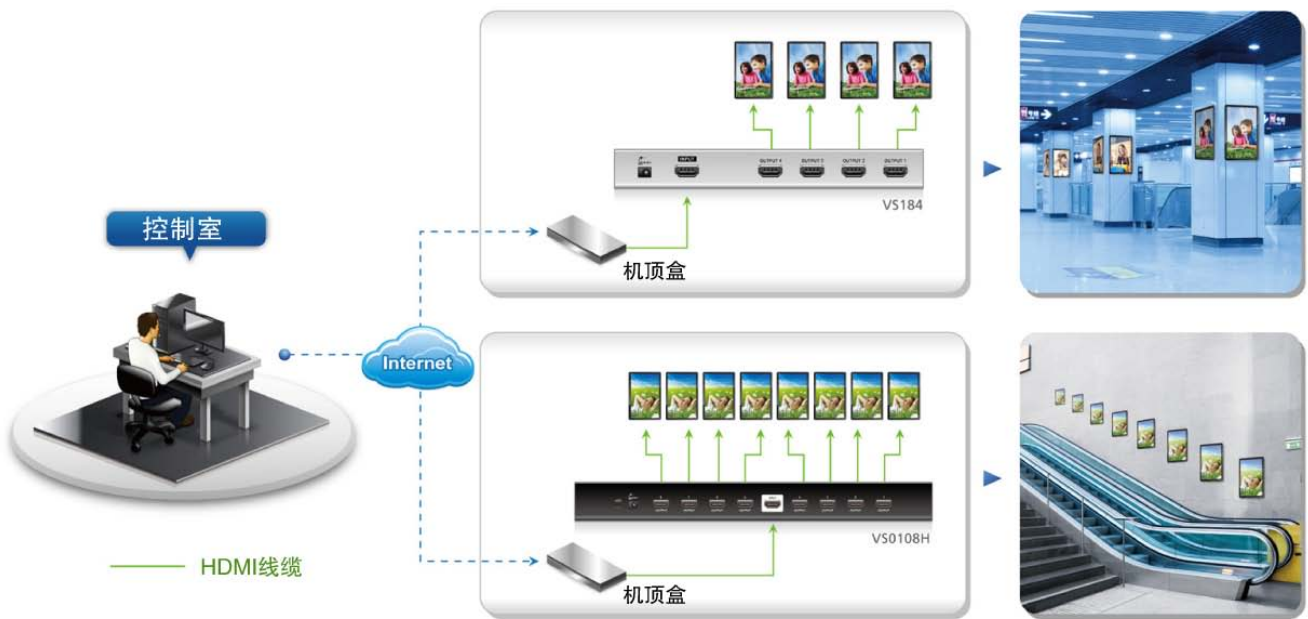 控制室
Internet
HDMI线缆
INPUT
OUTPUT 4
OUTPUT 3
OUTPUT 2
OUTPUT 1
VS184
机顶盒
VS0108H
机顶盒